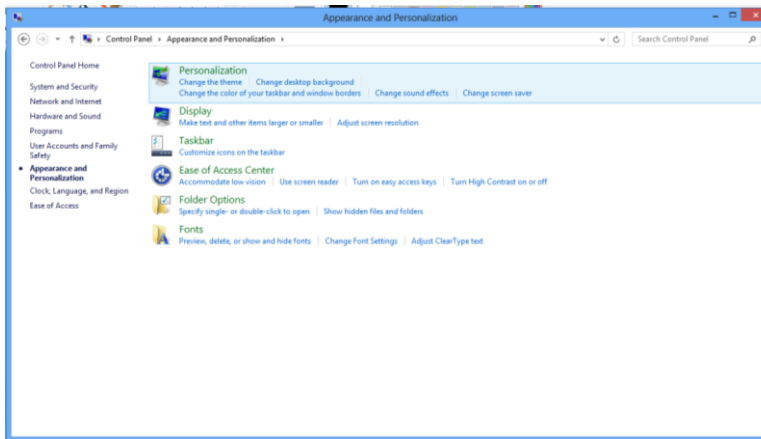 Appearance and Personalization
Control Panel Appearance and Personalization
Search Control Panel
Control Panel Home
System and Security
Network and Internet
Hardware and Sound
Programs
User Accounts and Family
Safety
Appearance and
Personalization
Clock, Language, and Region
Ease of Access
Personalization
Change the theme Change desktop background
Change the color of your taskbar and window borders Change sound effects Change screen saver
Display
Make text and other items larger or smaller Adjust screen resolution
Taskbar
Customize icons on the taskbar
Ease of Access Center
Accommodate low vision Use screen reader Turn on easy access keys Turn High Contrast on or off
Folder Options
Specify single- or double-click to open Show hidden files and folders
Fonts
Preview, delete, or show and hide fonts Change Font Settings Adjust ClearType text